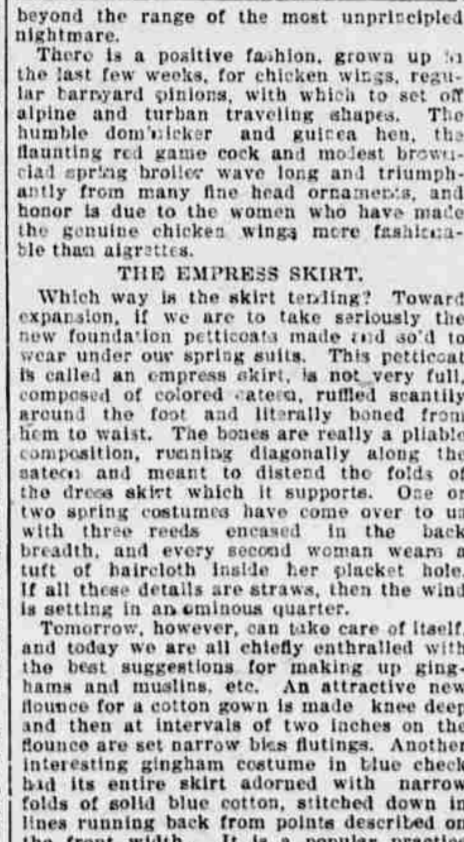 beyond the range of the most unprincipled
nightmare.
There is a positive fashion, grown up in
the last few weeks, for chicken wings, regu-
lar barnyard pinions, with which to set off
alpine and turban traveling shapes. The
humble dominicker and guinea hen, the
flaunting red game cock and modest brown-
clad spring broiler wave long and triumph-
antly from many fine head ornaments, and
honor is due to the women who have made
the genuine chicken wings more fashiona-
ble than aigrettes.
THE EMPRESS SKIRT.
Which way is the skirt tending? Toward
expansion, if we are to take seriously the
new foundation petticoats made and sold to
wear under our spring suits. This petticoat
is called an empress skirt, is not very full,
composed of colored sateen, ruffled scantily
around the foot and literally boned from
hem to waist. The bones are really a pliable
composition, running diagonally along the
sateen and meant to distend the folds of
the dress skirt which it supports. One or
two spring costumes have come over to us
with three reeds encased in the back
breadth, and every second woman wears a
tuft of haircloth inside her placket hole.
If all these details are straws, then the wind
is setting in an ominous quarter.
Tomorrow, however, can take care of itself,
and today we are all chiefly enthralled with
the best suggestions for making up ging-
hams and muslins, etc. An attractive new
flounce for a cotton gown is made knee deep
and then at intervals of two inches on the
flounce are set narrow bias flutings. Another
interesting gingham costume in blue check
had its entire skirt adorned with narrow
folds of solid blue cotton, stitched down in
lines running back from points described on
the front width. It is a popular practice